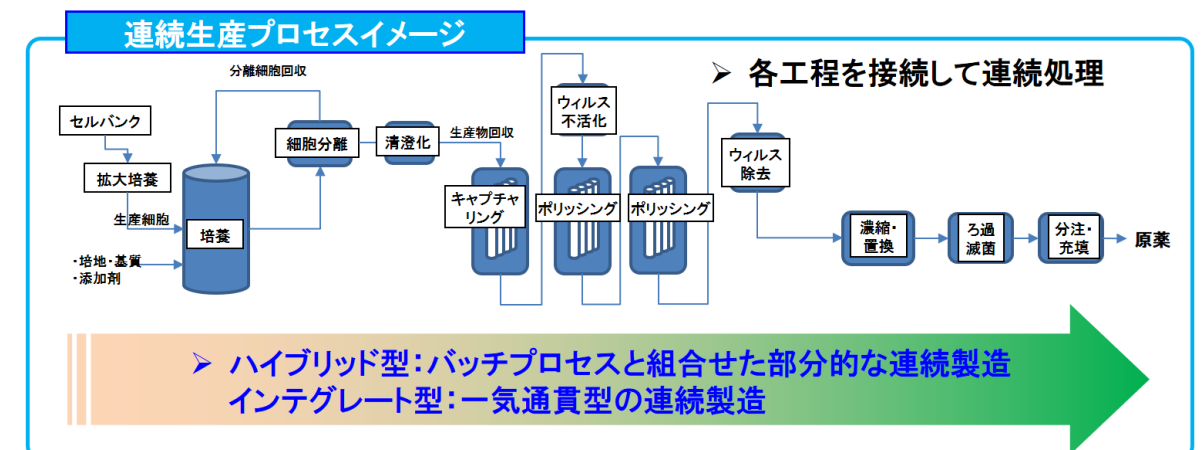 連続生産プロセスイメージ
➢ 各工程を接続して連続処理
分離細胞回収
セルバンク
拡大培養
生産細胞
・培地・基質
・添加剤
培養
細胞分離
清澄化
生産物回収
キャプチャ
リング
ウィルス
不活化
ポリッシング
ポリッシング
ウィルス
除去
濃縮・
置換
ろ過
滅菌
分注・
充填
原薬
➢ ハイブリッド型：バッチプロセスと組合せた部分的な連続製造
インテグレート型：一気通貫型の連続製造